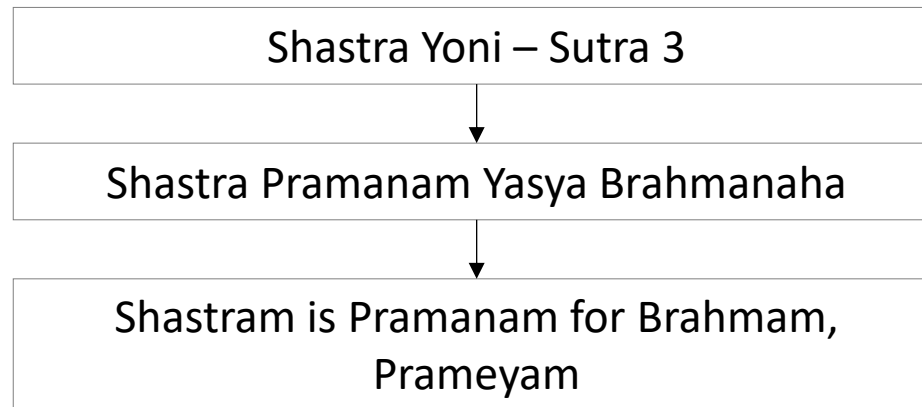 Shastra Yoni – Sutra 3
Shastra Pramanam Yasya Brahmanaha
Shastram is Pramanam for Brahmam,
Prameyam